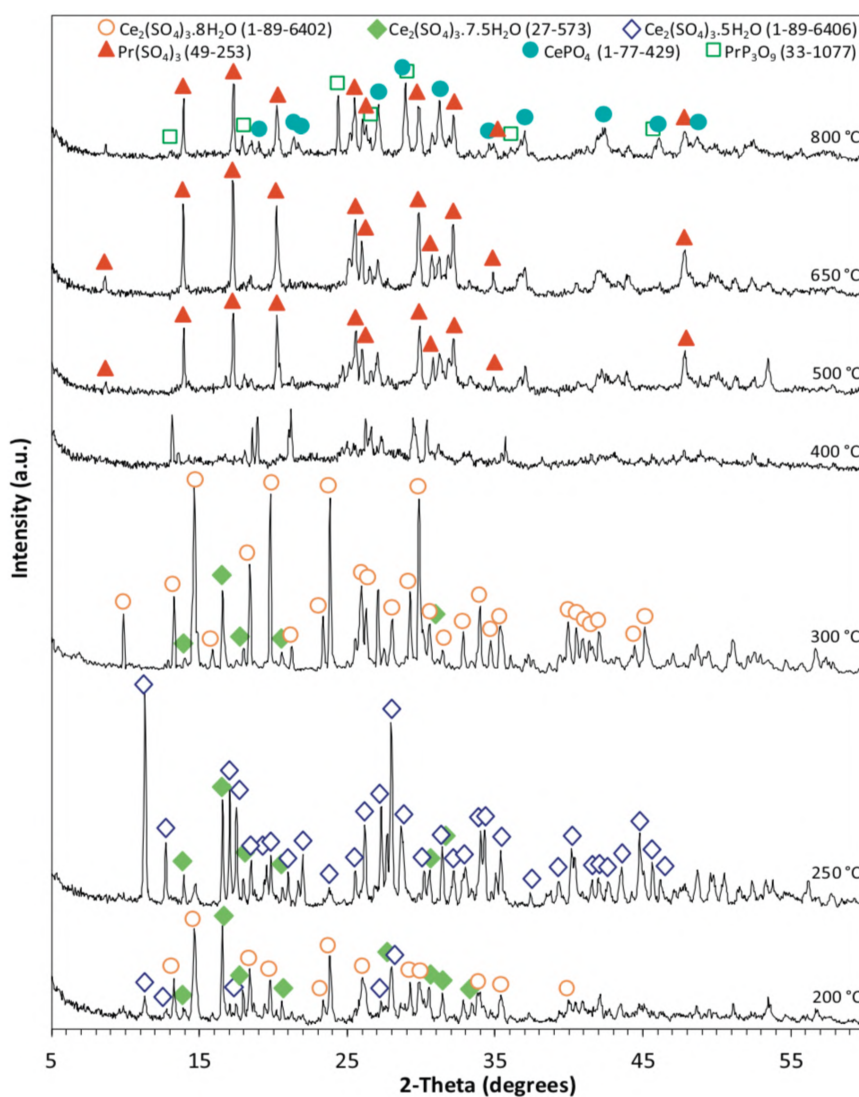 Ce₂(SO₄)₃.8H₂O (1-89-6402) Ce₂(SO₄)₃.7.5H₂O (27-573) Ce₂(SO₄)₃.5H₂O (1-89-6406)
Pr(SO₄)₃ (49-253) CePO₄ (1-77-429) PrP₃O₉ (33-1077)
800 °C
650 °C
500 °C
400 °C
300 °C
250 °C
200 °C
Intensity (a.u.)
5 15 25 35 45 55
2-Theta (degrees)